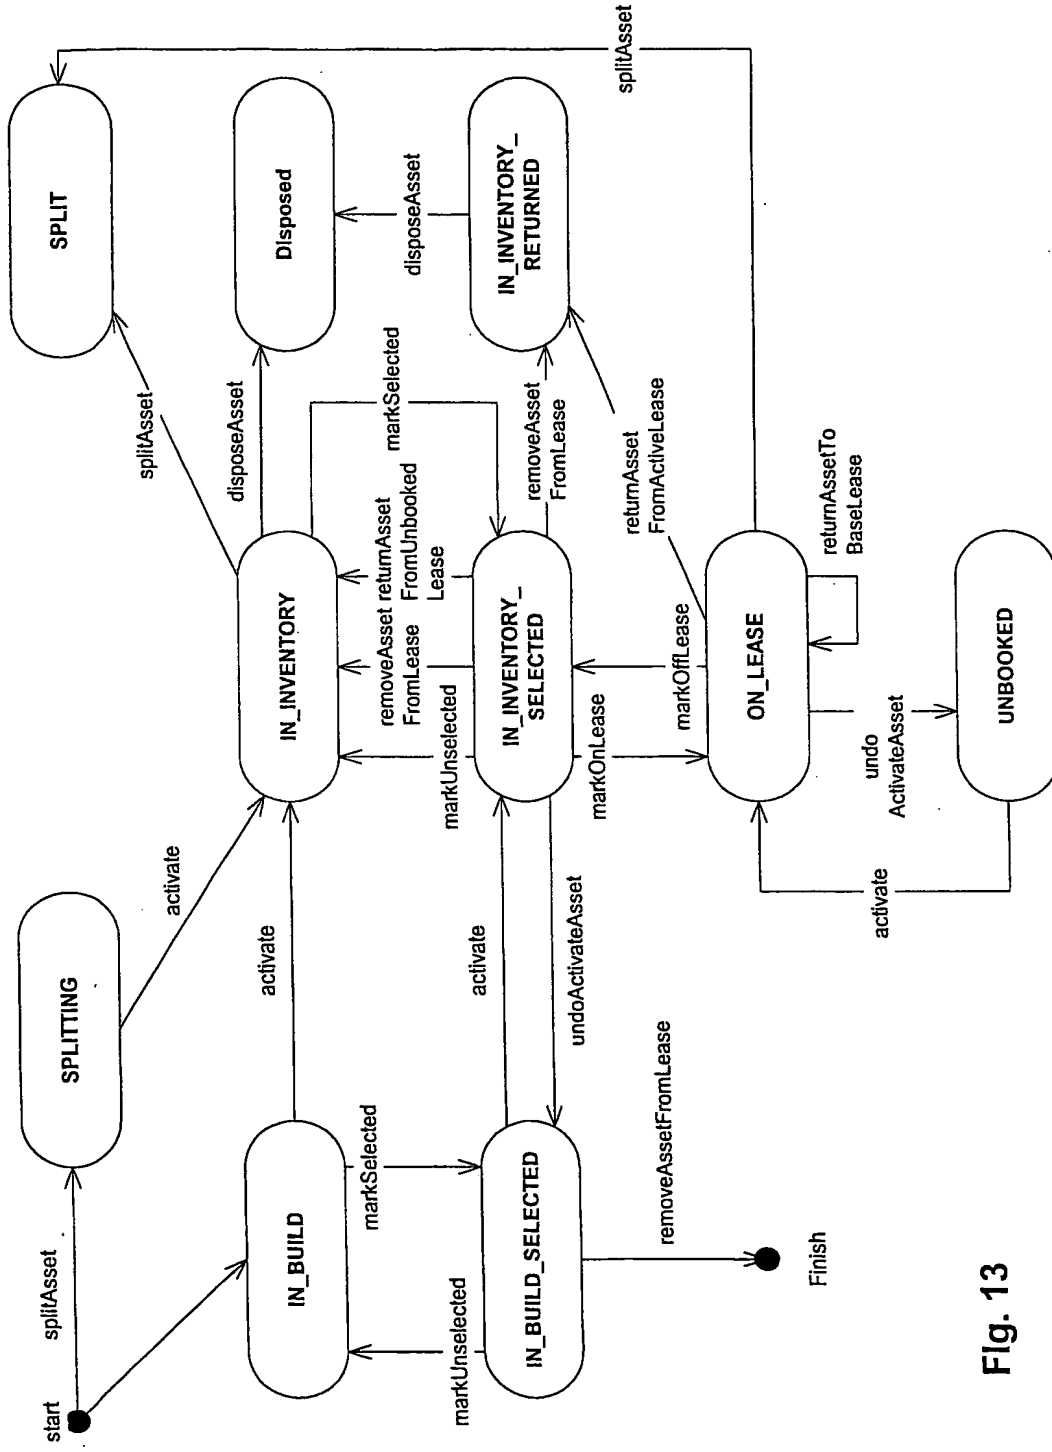 start
splitAsset
SPLITTING
activate
splitAsset
SPLIT
IN_BUILD
activate
IN_INVENTORY
disposeAsset
Disposed
markSelected
markUnselected
markUnselected
removeAsset
FromLease
returnAsset
FromUnbooked
Lease
markSelected
disposeAsset
IN_BUILD_SELECTED
activate
undoActivateAsset
IN_INVENTORY_
SELECTED
removeAsset
FromLease
IN_INVENTORY_
RETURNED
removeAssetFromLease
Finish
markOnLease
markOffLease
returnAsset
FromActiveLease
splitAsset
ON_LEASE
returnAssetTo
BaseLease
activate
undo
ActivateAsset
UNBOOKED
Fig. 13